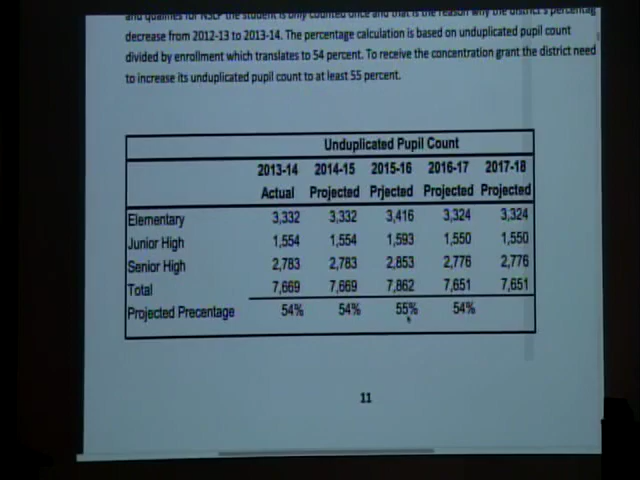 and qualifies for NSLP the student is only counted once and that is the reason why the district's percentag
decrease from 2012-13 to 2013-14. The percentage calculation is based on unduplicated pupil count
divided by enrollment which translates to 54 percent. To receive the concentration grant the district need
to increase its unduplicated pupil count to at least 55 percent.
Unduplicated Pupil Count
2013-14 2014-15 2015-16 2016-17 2017-18
Actual Projected Prjected Projected Projected
Elementary 3,332 3,332 3,416 3,324 3,324
Junior High 1,554 1,554 1,593 1,550 1,550
Senior High 2,783 2,783 2,853 2,776 2,776
Total 7,669 7,669 7,862 7,651 7,651
Projected Precentage 54% 54% 55% 54%
11